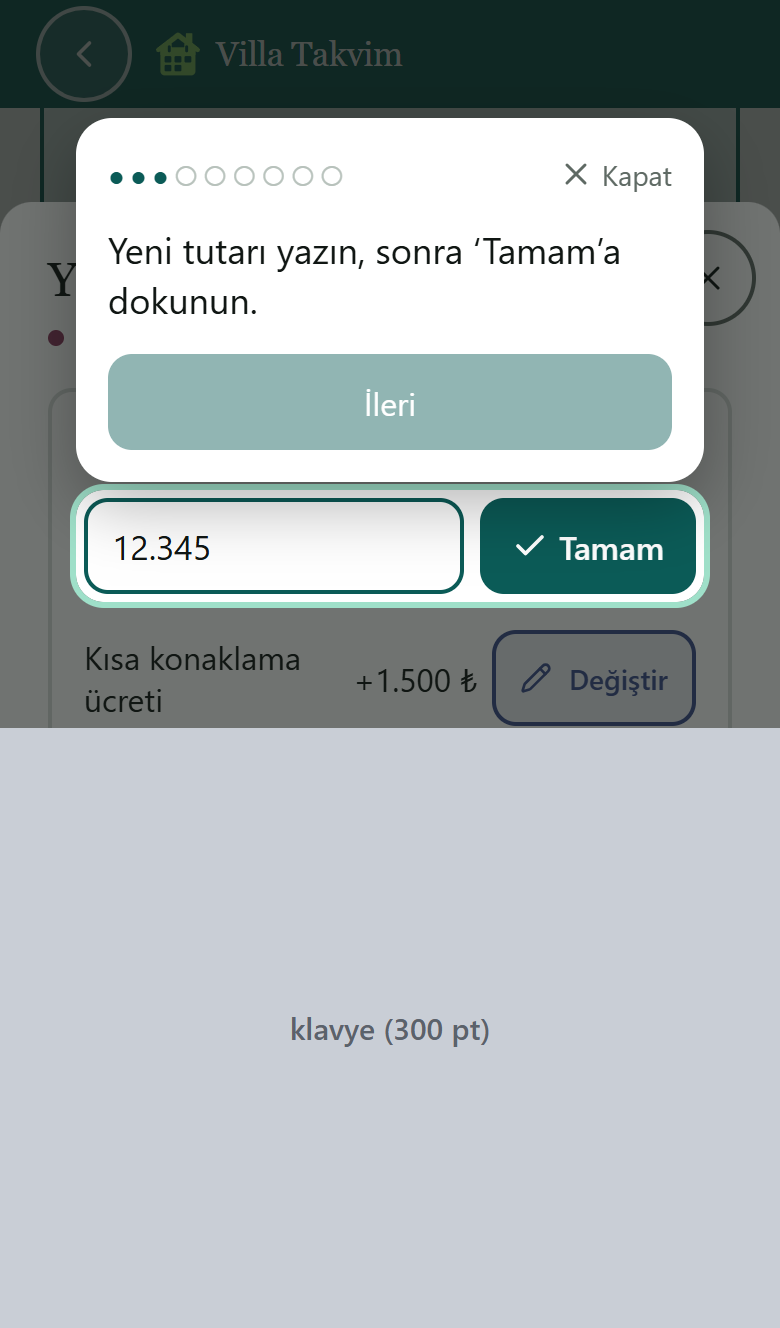 Villa Takvim
Kapat
Yeni tutarı yazın, sonra ‘Tamam’a
dokunun.
Y
İleri
12.345
Tamam
Kısa konaklama
ücreti
+1.500 ₺
Değiştir
klavye (300 pt)